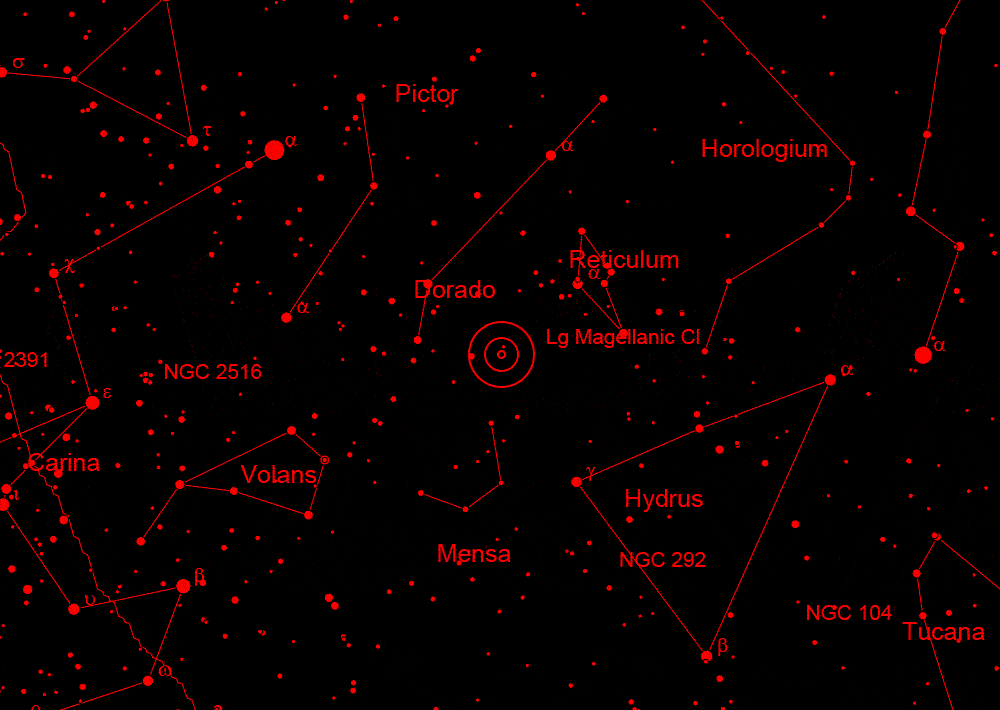 σ
Pictor
τ
α
α
Horologium
χ
Reticulum
α
Dorado
α
Lg Magellanic Cl
α
2391
NGC 2516
α
ε
Carina
Volans
γ
ι
Hydrus
Mensa
NGC 292
β
υ
NGC 104
Tucana
β
ω